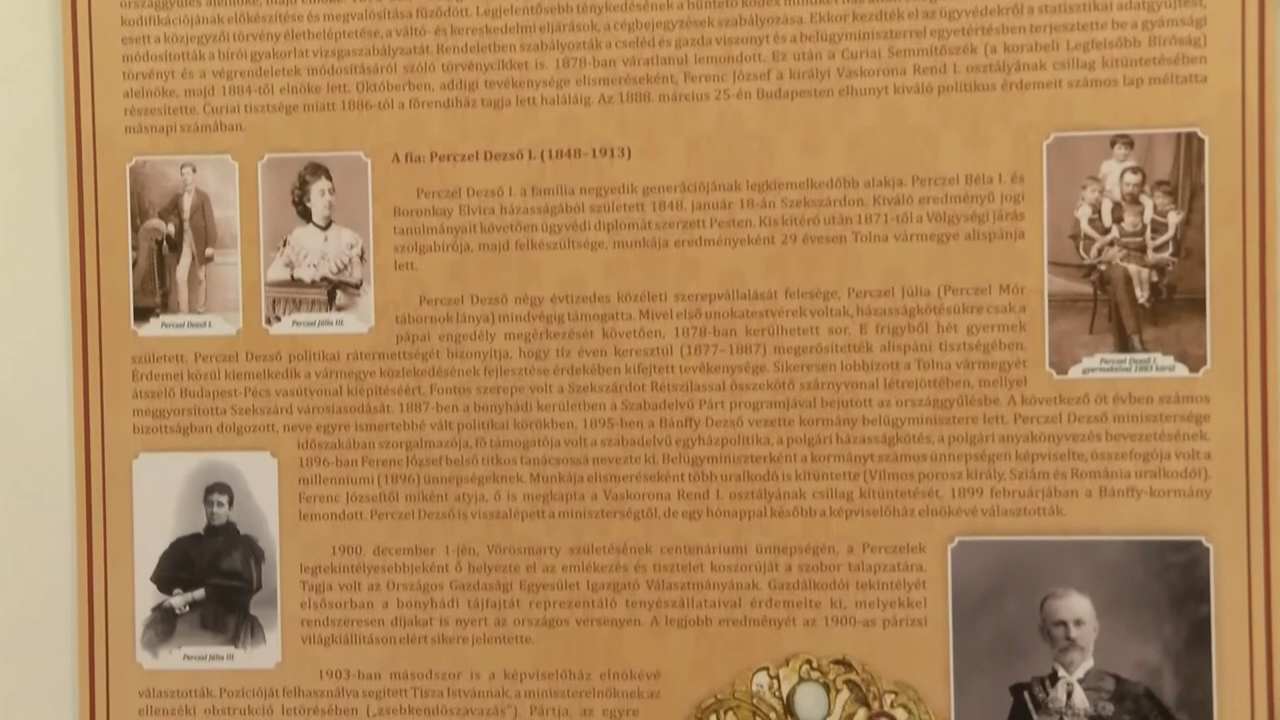 kodifikációjának előkészítése és megvalósítása fűződött. Legjelentősebb ténykedésének a büntető kódex
esett a közjegyzői törvény életbeléptetése, a váltó- és kereskedelmi eljárások, a cégbejegyzések szabályozása. Ekkor kezdték el az ügyvédekről a statisztikai adatgyűjtést,
módosították a bírói gyakorlat vizsgaszabályzatát. Rendeletben szabályozták a cseléd és gazda viszonyt és a belügyminiszterrel egyetértésben terjesztette be a gyámsági
törvényt és a végrendeletek módosításáról szóló törvénycikket is. 1878-ban váratlanul lemondott. Ez után a Curiai Semmítőszék (a korabeli Legfelsőbb Bíróság)
alelnöke, majd 1884-től elnöke lett. Októberben, addigi tevékenysége elismeréseként, Ferenc József a királyi Vaskorona Rend I. osztályának csillag kitüntetésében
részesítette. Curiai tisztsége miatt 1886-tól a főrendiház tagja lett haláláig. Az 1888. március 25-én Budapesten elhunyt kiváló politikus érdemeit számos lap méltatta
másnapi számában.
A fia: Perczel Dezső I. (1848–1913)
Perczel Dezső I. a família negyedik generációjának legkiemelkedőbb alakja. Perczel Béla I. és
Boronkay Elvira házasságából született 1848. január 18-án Szekszárdon. Kiváló eredményű jogi
tanulmányait követően ügyvédi diplomát szerzett Pesten. Kis kitérő után 1871-től a Völgységi járás
szolgabírója, majd felkészültsége, munkája eredményeként 29 évesen Tolna vármegye alispánja
lett.
Perczel Dezső I.
Perczel Júlia III.
Perczel Dezső I.
gyermekeivel 1883 körül
Perczel Dezső négy évtizedes közéleti szerepvállalását felesége, Perczel Júlia (Perczel Mór
tábornok lánya) mindvégig támogatta. Mivel első unokatestvérek voltak, házasságkötésükre csak a
pápai engedély megérkezését követően, 1878-ban kerülhetett sor. E frigyből hét gyermek
született. Perczel Dezső politikai rátermettségét bizonyítja, hogy tíz éven keresztül (1877–1887) megerősítették alispáni tisztségében.
Érdemei közül kiemelkedik a vármegye közlekedésének fejlesztése érdekében kifejtett tevékenysége. Sikeresen lobbizott a Tolna vármegyét
átszelő Budapest-Pécs vasútvonal kiépítéséért. Fontos szerepe volt a Szekszárdot Rétszilassal összekötő szárnyvonal létrejöttében, mellyel
meggyorsította Szekszárd városiasodását. 1887-ben a bonyhádi kerületben a Szabadelvű Párt programjával bejutott az országgyűlésbe. A következő öt évben számos
bizottságban dolgozott, neve egyre ismertebbé vált politikai körökben. 1895-ben a Bánffy Dezső vezette kormány belügyminisztere lett. Perczel Dezső minisztersége
időszakában szorgalmazója, fő támogatója volt a szabadelvű egyházpolitika, a polgári házasságkötés, a polgári anyakönyvezés bevezetésének.
1896-ban Ferenc József belső titkos tanácsossá nevezte ki. Belügyminiszterként a kormányt számos ünnepségen képviselte, összefogója volt a
millenniumi (1896) ünnepségeknek. Munkája elismeréseként több uralkodó is kitüntette (Vilmos porosz király, Sziám és Románia uralkodói).
Ferenc Józseftől miként atyja, ő is megkapta a Vaskorona Rend I. osztályának csillag kitüntetését. 1899 februárjában a Bánffy-kormány
lemondott. Perczel Dezső is visszalépett a miniszterségtől, de egy hónappal később a képviselőház elnökévé választották.
Perczel Júlia III.
1900. december 1-jén, Vörösmarty születésének centenáriumi ünnepségén, a Perczelek
legtekintélyesebbjeként ő helyezte el az emlékezés és tisztelet koszorúját a szobor talapzatára.
Tagja volt az Országos Gazdasági Egyesület Igazgató Választmányának. Gazdálkodói tekintélyét
elsősorban a bonyhádi tájfajtát reprezentáló tenyészállataival érdemelte ki, melyekkel
rendszeresen díjakat is nyert az országos versenyen. A legjobb eredményét az 1900-as párizsi
világkiállításon elért sikere jelentette.
1903-ban másodszor is a képviselőház elnökévé
választották. Pozícióját felhasználva segített Tisza Istvánnak, a miniszterelnöknek az
ellenzéki obstrukció letörésében („zsebkendőszavazás"). Pártja, az egyre